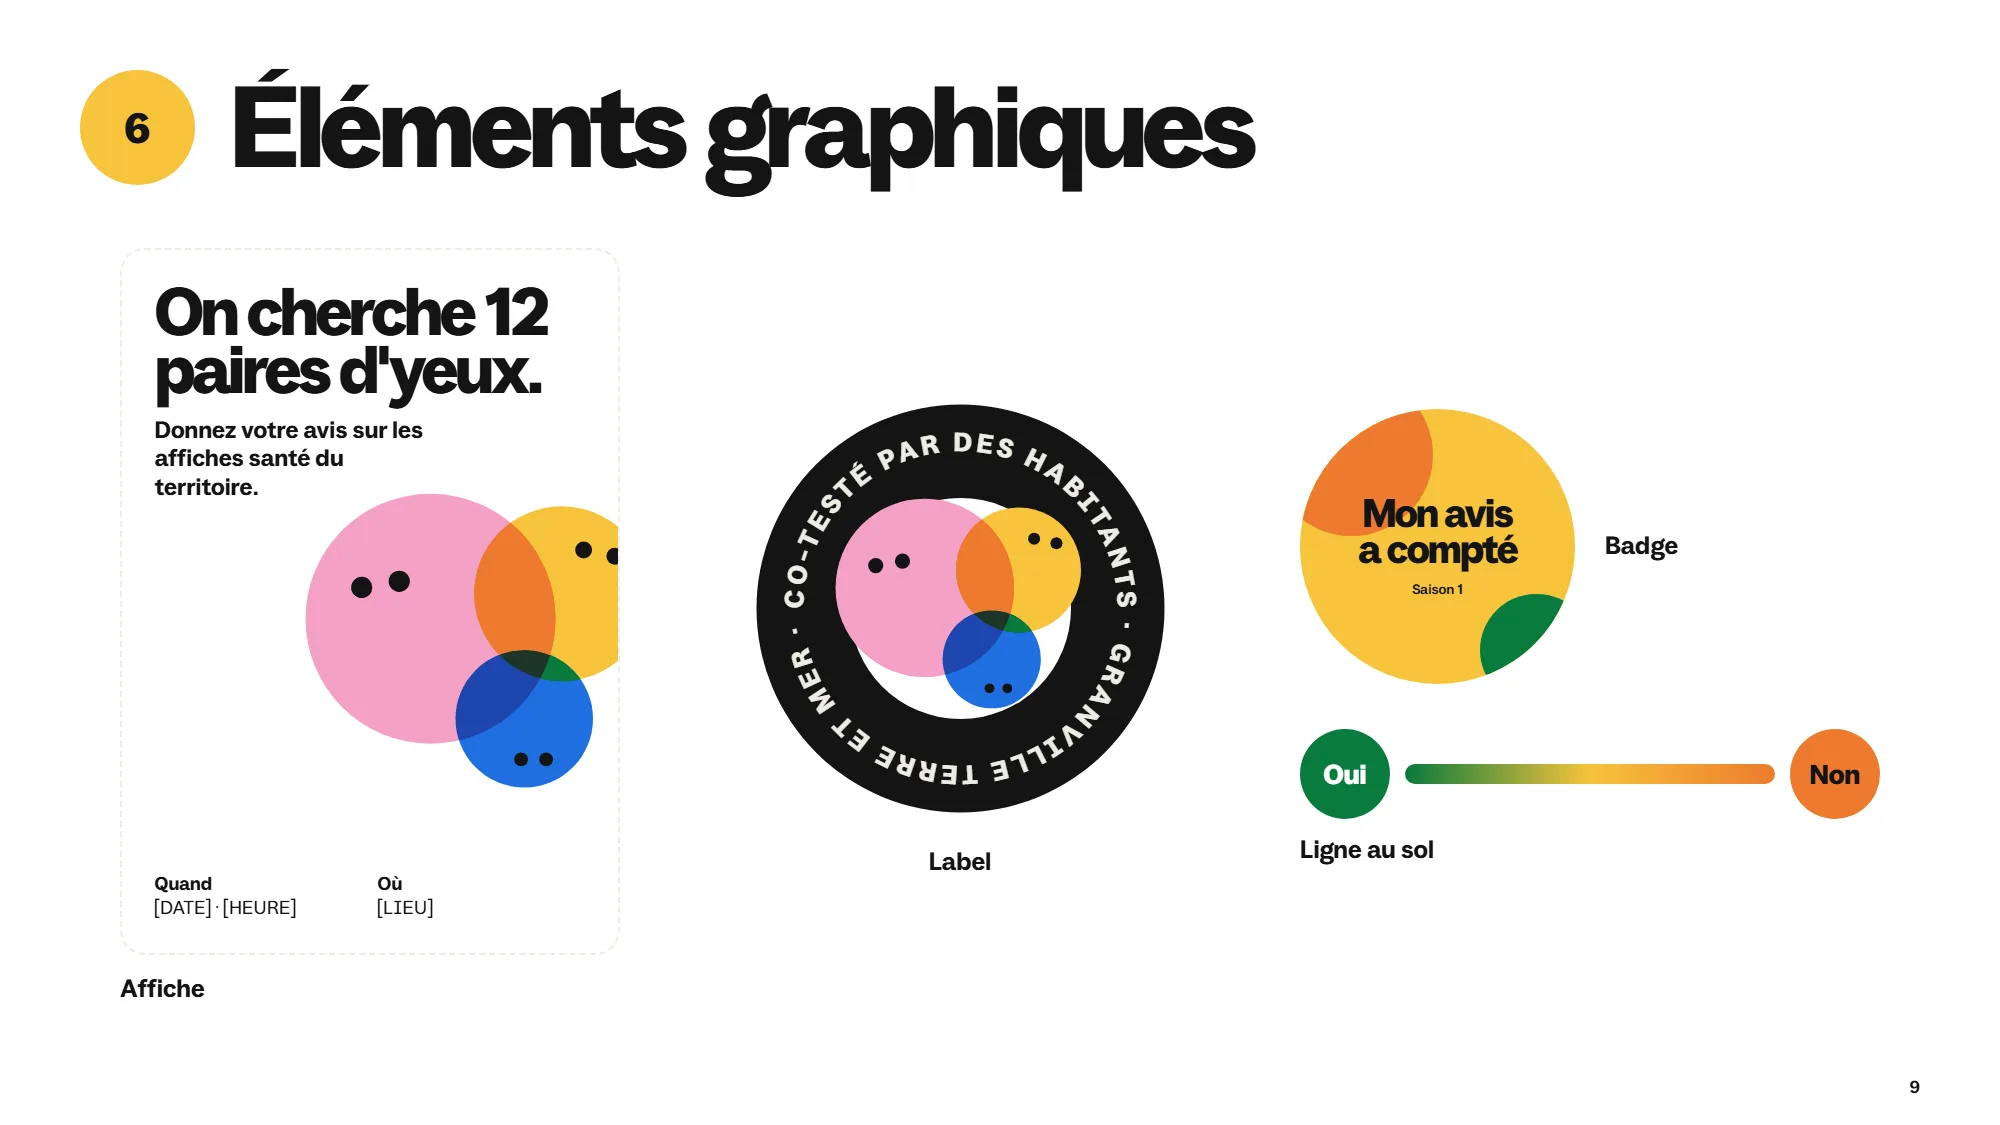 6
Éléments graphiques
On cherche 12
paires d'yeux.
Donnez votre avis sur les
affiches santé du
territoire.
Quand
[DATE] · [HEURE]
Où
[LIEU]
Affiche
CO-TESTÉ PAR DES HABITANTS · GRANVILLE TERRE ET MER ·
Label
Mon avis
a compté
Saison 1
Badge
Oui
Non
Ligne au sol
9